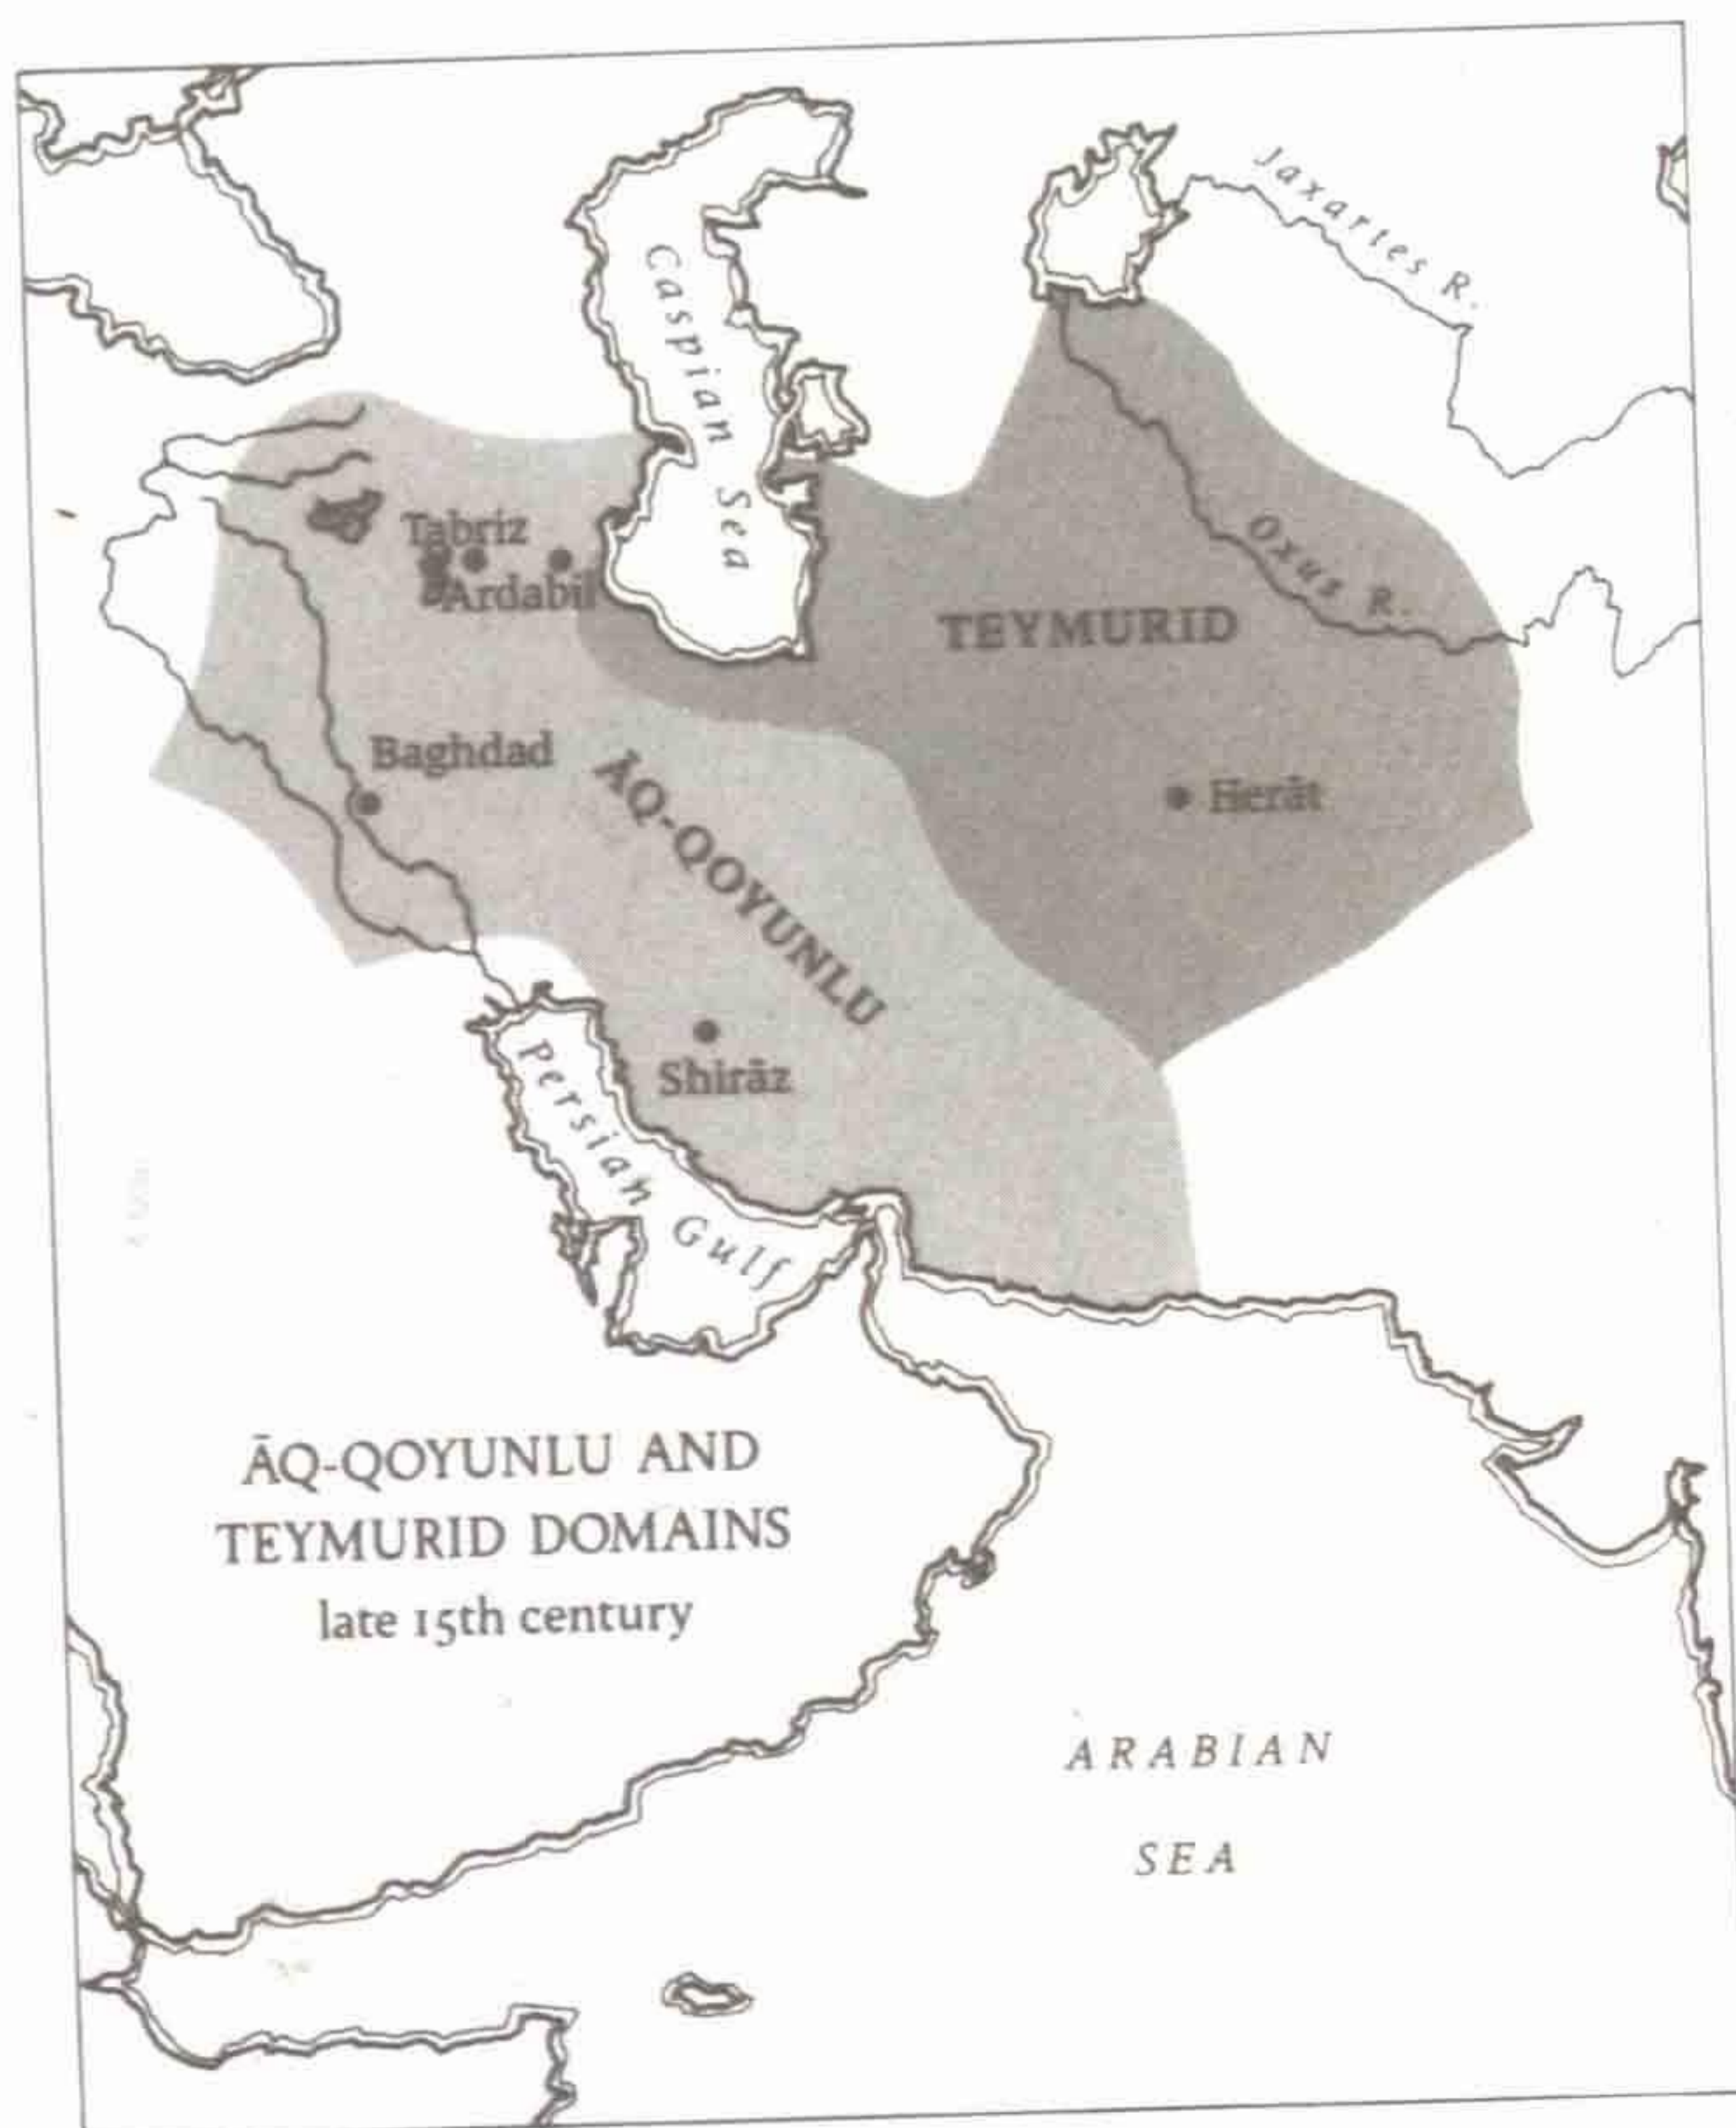 Jaxartes R.
Caspian Sea
Oxus R.
Tabriz
Ardabil
TEYMURID
Baghdad
ĀQ-QOYUNLU
Herāt
Shirāz
Persian Gulf
ĀQ-QOYUNLU AND
TEYMURID DOMAINS
late 15th century
ARABIAN
SEA